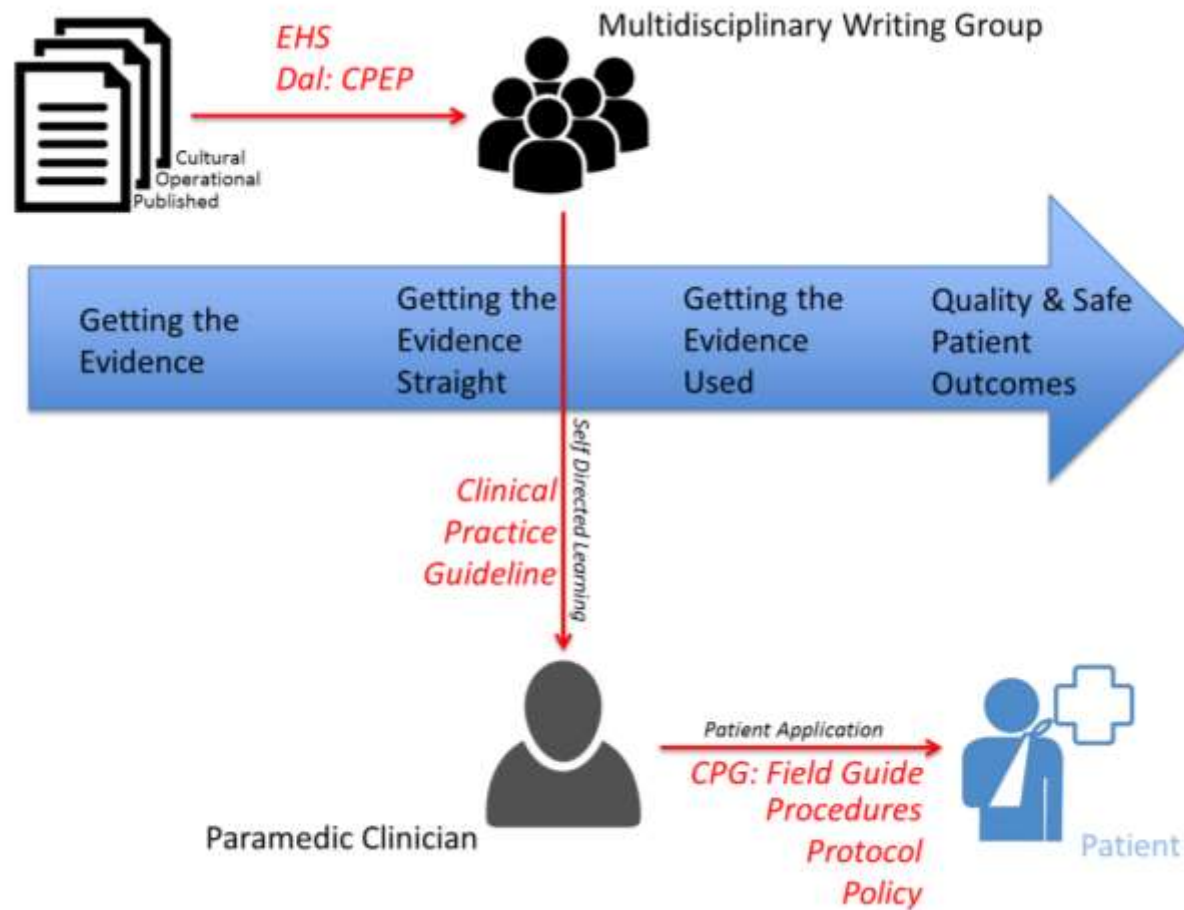 EHS
Dal: CPEP
Multidisciplinary Writing Group
Cultural
Operational
Published
Getting the
Evidence
Getting the
Evidence
Straight
Getting the
Evidence
Used
Quality & Safe
Patient
Outcomes
Self Directed Learning
Clinical
Practice
Guideline
Paramedic Clinician
Patient Application
CPG: Field Guide
Procedures
Protocol
Policy
Patient